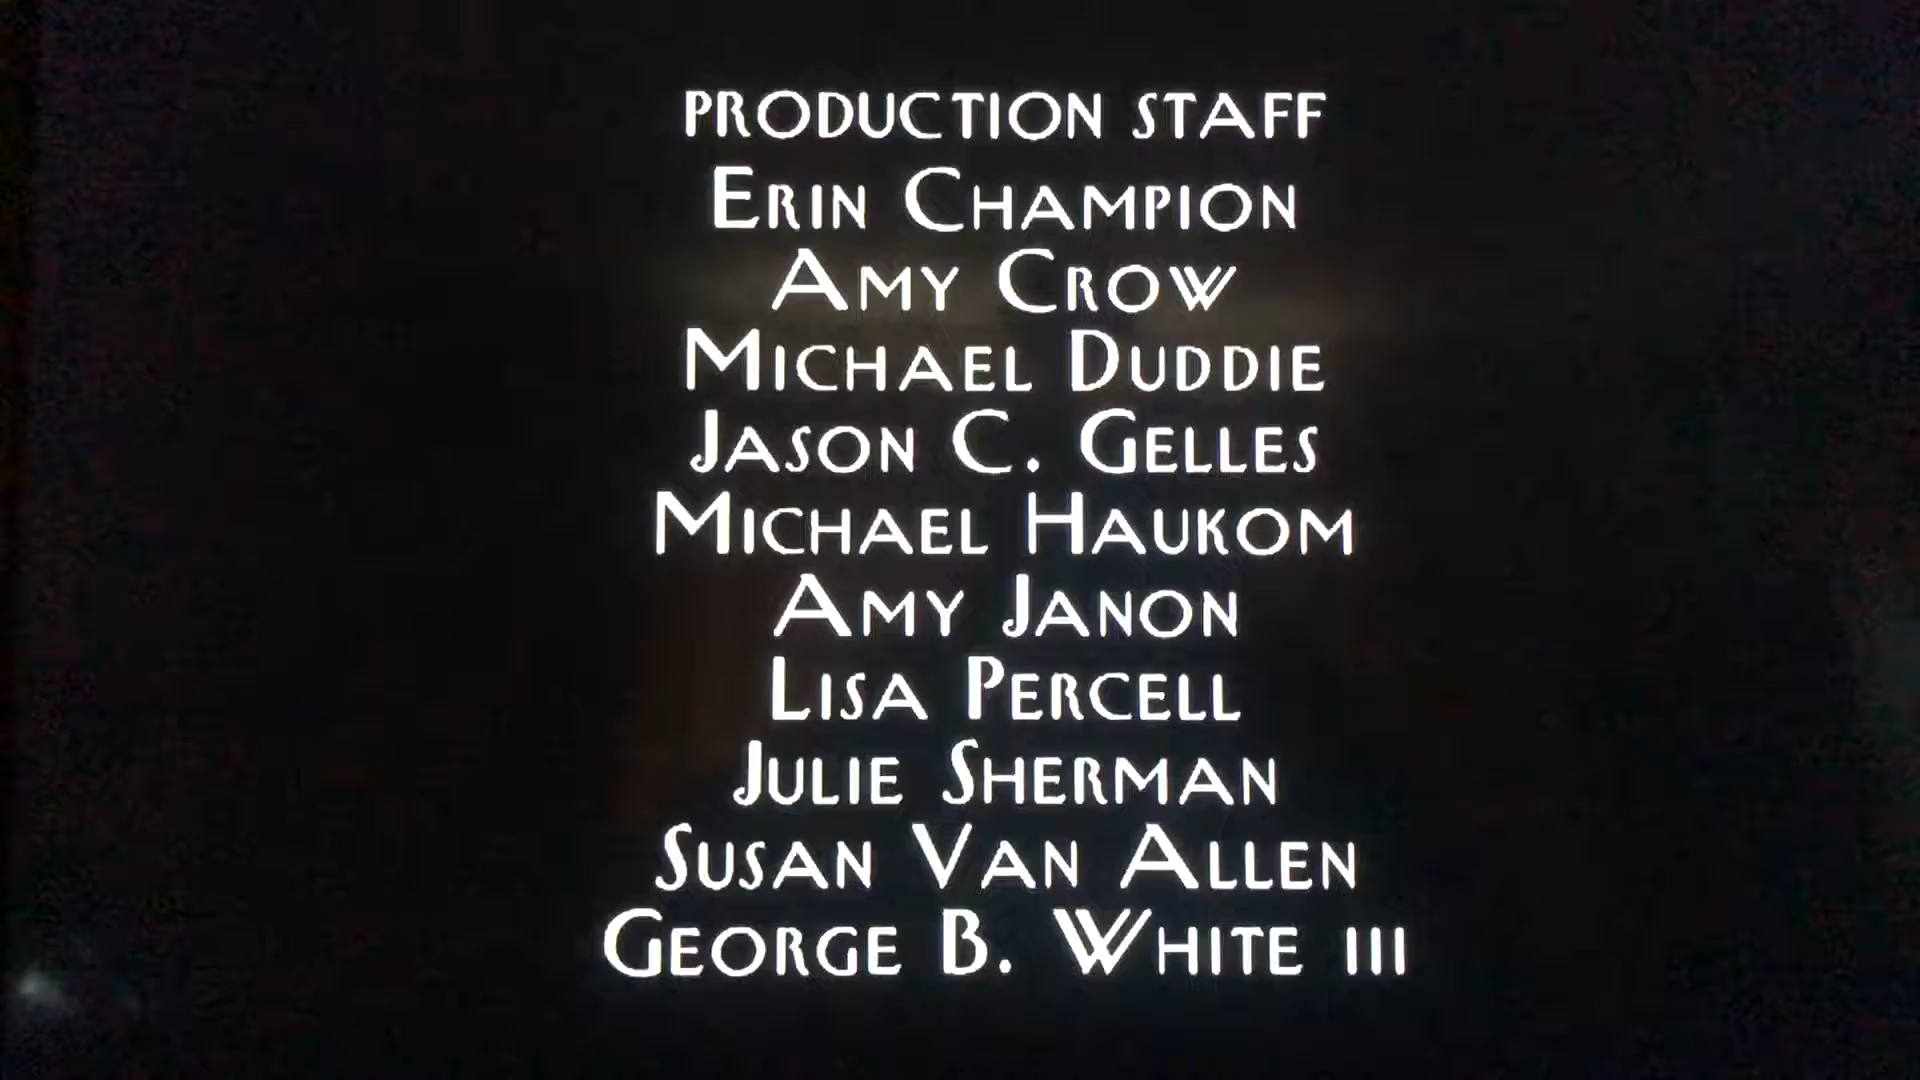 PRODUCTION STAFF
ERIN CHAMPION
AMY CROW
MICHAEL DUDDIE
JASON C. GELLES
MICHAEL HAUKOM
AMY JANON
LISA PERCELL
JULIE SHERMAN
SUSAN VAN ALLEN
GEORGE B. WHITE III